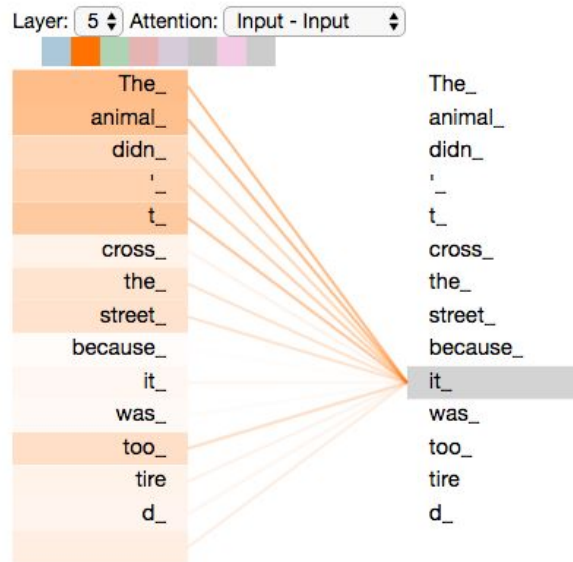 Layer: 5 Attention: Input - Input
The_ The_
animal_ animal_
didn_ didn_
'_ '_
t_ t_
cross_ cross_
the_ the_
street_ street_
because_ because_
it_ it_
was_ was_
too_ too_
tire tire
d_ d_